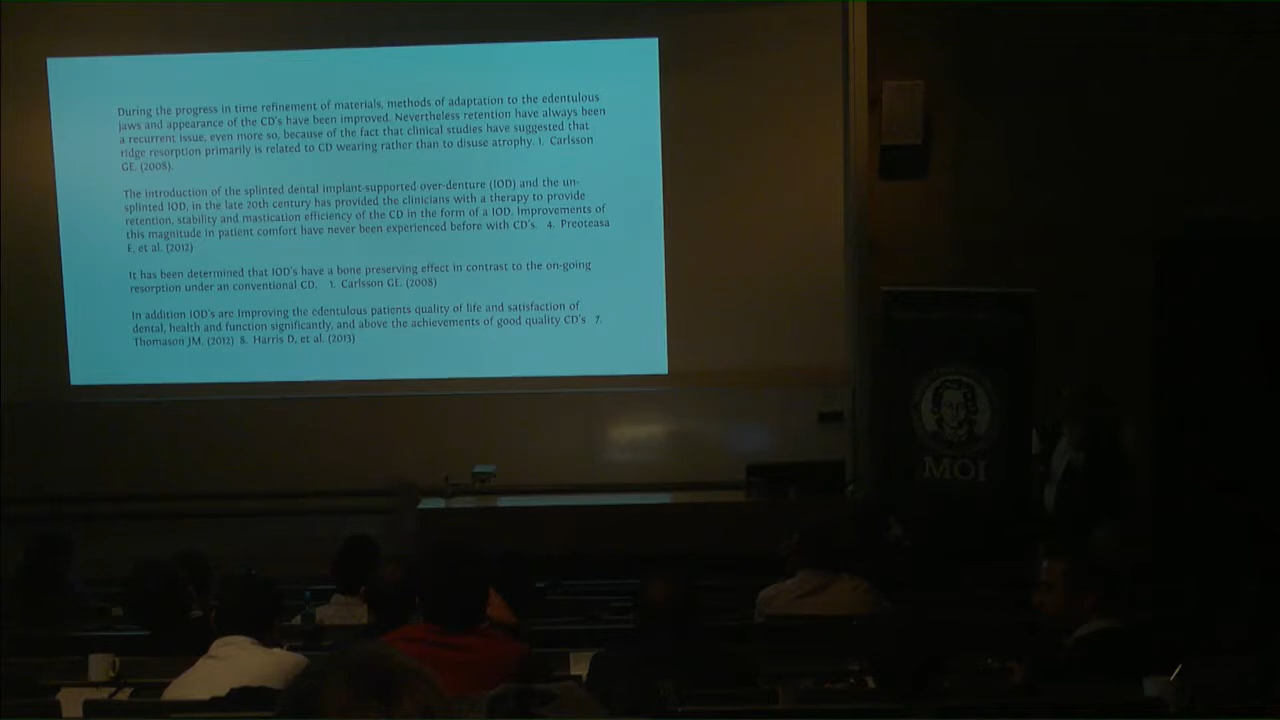 During the progress in time refinement of materials, methods of adaptation to the edentulous
jaws and appearance of the CD's have been improved. Nevertheless retention have always been
a recurrent issue, even more so, because of the fact that clinical studies have suggested that
ridge resorption primarily is related to CD wearing rather than to disuse atrophy. 1. Carlsson
GE. (2008).
The introduction of the splinted dental implant-supported over-denture (IOD) and the un-
splinted IOD, in the late 20th century has provided the clinicians with a therapy to provide
retention, stability and mastication efficiency of the CD in the form of a IOD. Improvements of
this magnitude in patient comfort have never been experienced before with CD's. 4. Preoteasa
E, et al. (2012)
It has been determined that IOD's have a bone preserving effect in contrast to the on-going
resorption under an conventional CD. 1. Carlsson GE. (2008)
In addition IOD's are improving the edentulous patients quality of life and satisfaction of
dental, health and function significantly, and above the achievements of good quality CD's 7.
Thomason JM. (2012) 8. Harris D, et al. (2013)
MOI